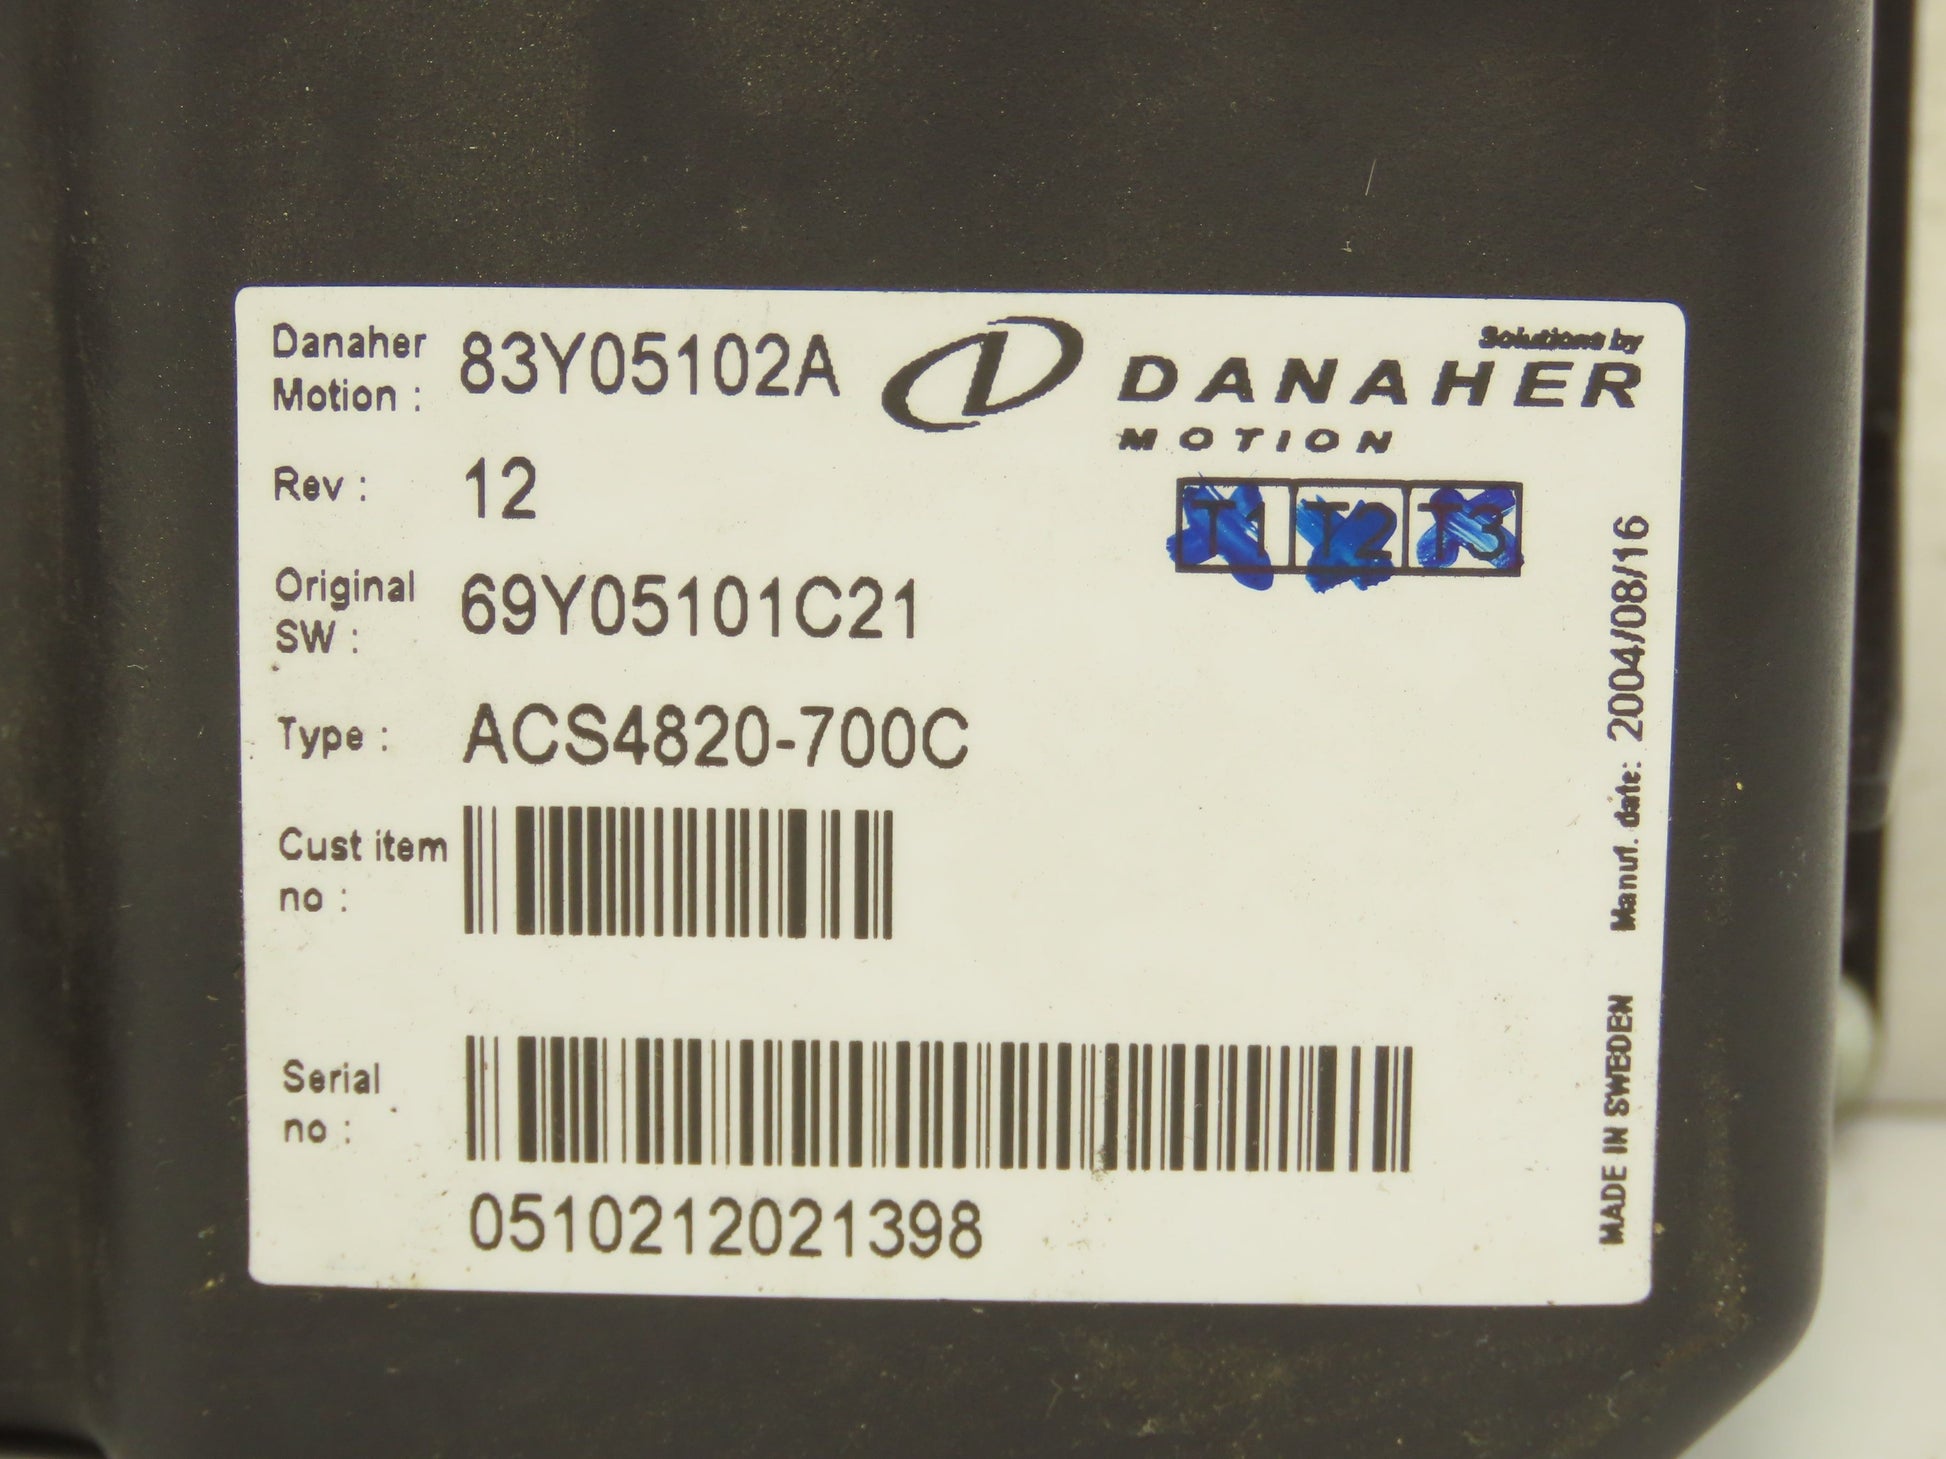 Danaher
Motion : 83Y05102A
Solutions by
DANAHER
MOTION
Rev : 12
T1 T2 T3
Original
SW : 69Y05101C21
Type : ACS4820-700C
Cust item
no :
Serial
no :
0510212021398
Manuf. date: 2004/08/16
MADE IN SWEDEN